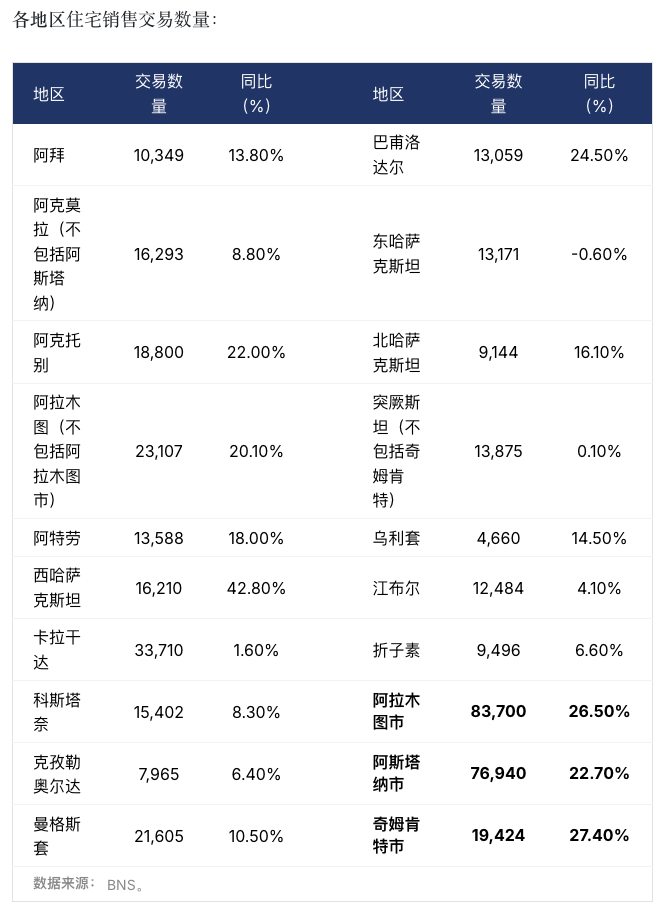 各地区住宅销售交易数量：
地区 交易数 同比 地区 交易数 同比
量 (%) 量 (%)
阿拜 10,349 13.80% 巴甫洛 13,059 24.50%
达尔
阿克莫 16,293 8.80% 东哈萨 13,171 -0.60%
拉（不 克斯坦
包括阿
斯塔
纳）
阿克托 18,800 22.00% 北哈萨 9,144 16.10%
别 克斯坦
阿拉木 23,107 20.10% 突厥斯 13,875 0.10%
图（不 坦（不
包括阿 包括奇
拉木图 姆肯
市） 特）
阿特劳 13,588 18.00% 乌利套 4,660 14.50%
西哈萨 16,210 42.80% 江布尔 12,484 4.10%
克斯坦
卡拉干 33,710 1.60% 折子素 9,496 6.60%
达
科斯塔 15,402 8.30% 阿拉木 83,700 26.50%
奈 图市
克孜勒 7,965 6.40% 阿斯塔 76,940 22.70%
奥尔达 纳市
曼格斯 21,605 10.50% 奇姆肯 19,424 27.40%
套 特市
数据来源： BNS。